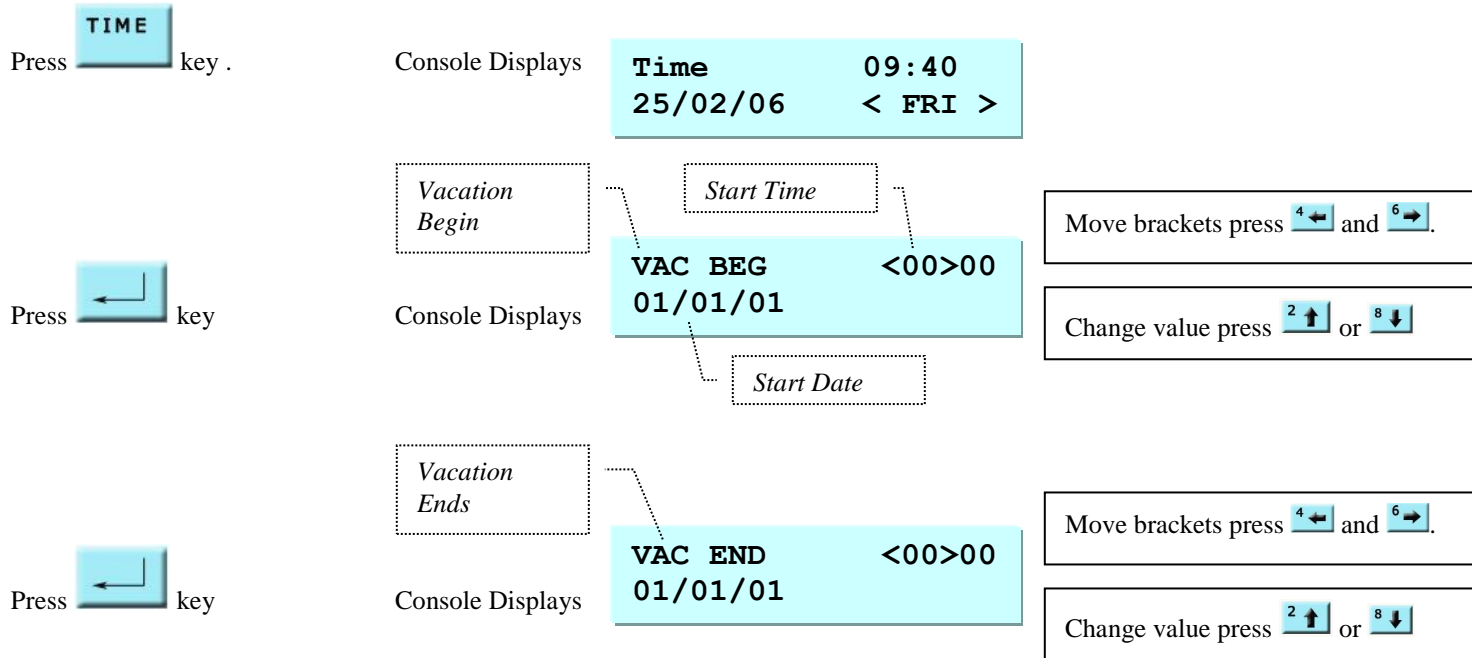 TIME
Press key .
Console Displays
Time 09:40
25/02/06 < FRI >
Vacation
Begin
Start Time
Press key
Console Displays
VAC BEG <00>00
01/01/01
Start Date
Move brackets press 4 and 6.
Change value press 2 or 8
Vacation
Ends
Press key
Console Displays
VAC END <00>00
01/01/01
Move brackets press 4 and 6.
Change value press 2 or 8